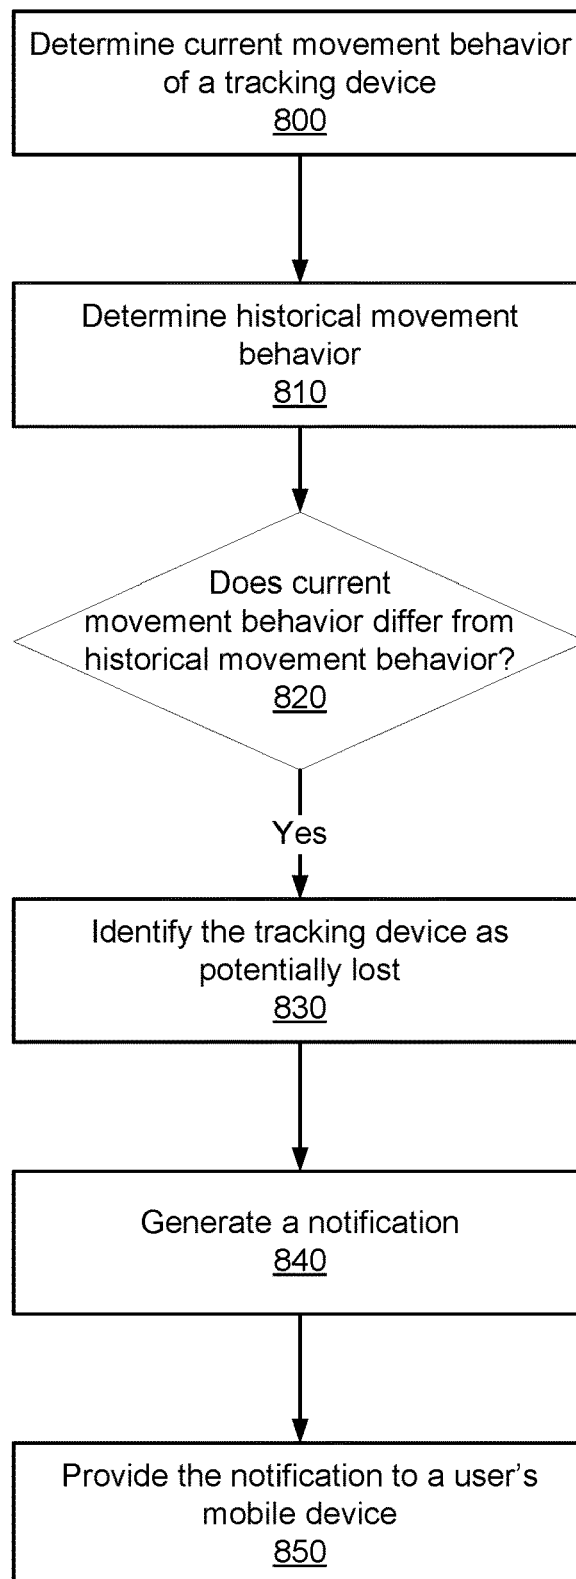 Determine current movement behavior
of a tracking device
800
Determine historical movement
behavior
810
Does current
movement behavior differ from
historical movement behavior?
820
Yes
Identify the tracking device as
potentially lost
830
Generate a notification
840
Provide the notification to a user’s
mobile device
850